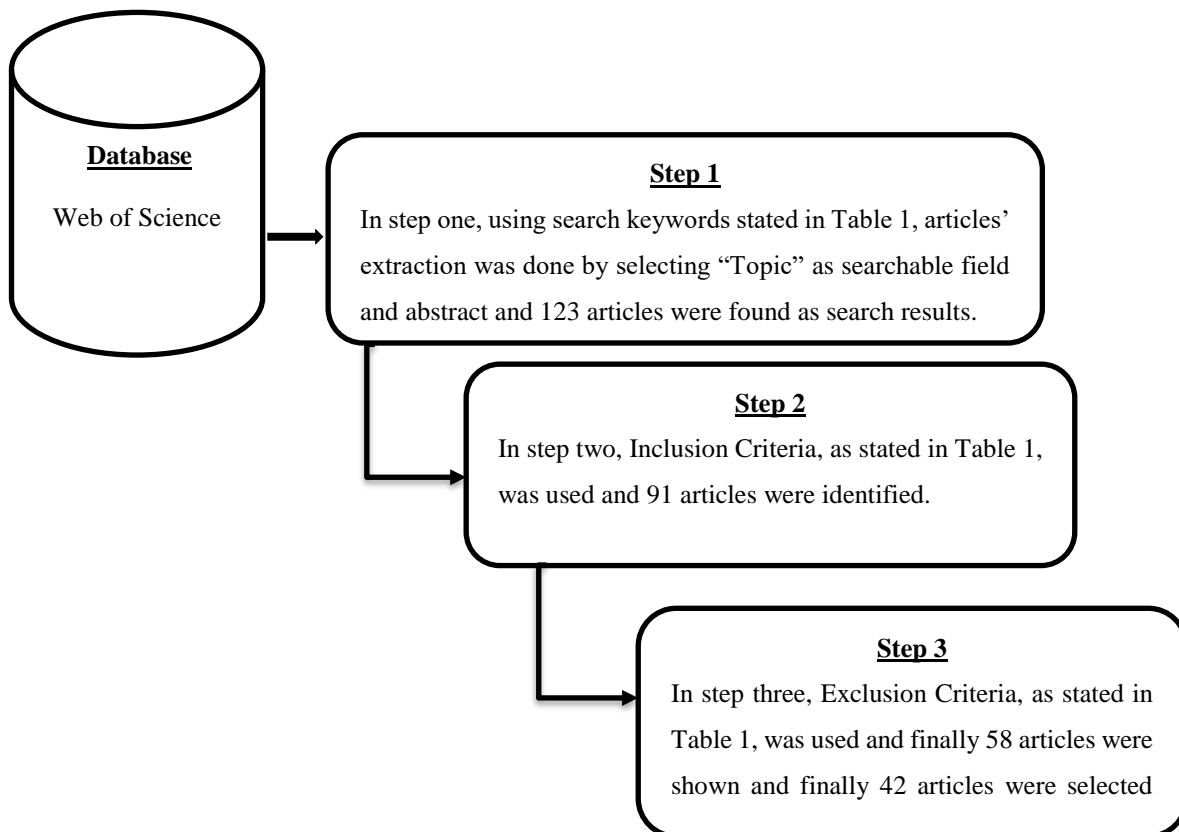 Database
Web of Science
Step 1
In step one, using search keywords stated in Table 1, articles’
extraction was done by selecting “Topic” as searchable field
and abstract and 123 articles were found as search results.
Step 2
In step two, Inclusion Criteria, as stated in Table 1,
was used and 91 articles were identified.
Step 3
In step three, Exclusion Criteria, as stated in
Table 1, was used and finally 58 articles were
shown and finally 42 articles were selected